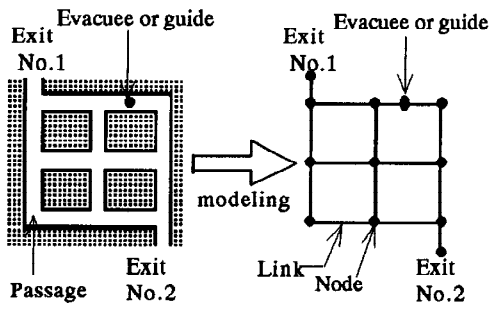 Evacuee or guide
Exit
No.1
Passage
Exit
No.2
modeling
Evacuee or guide
Exit
No.1
Link
Node
Exit
No.2